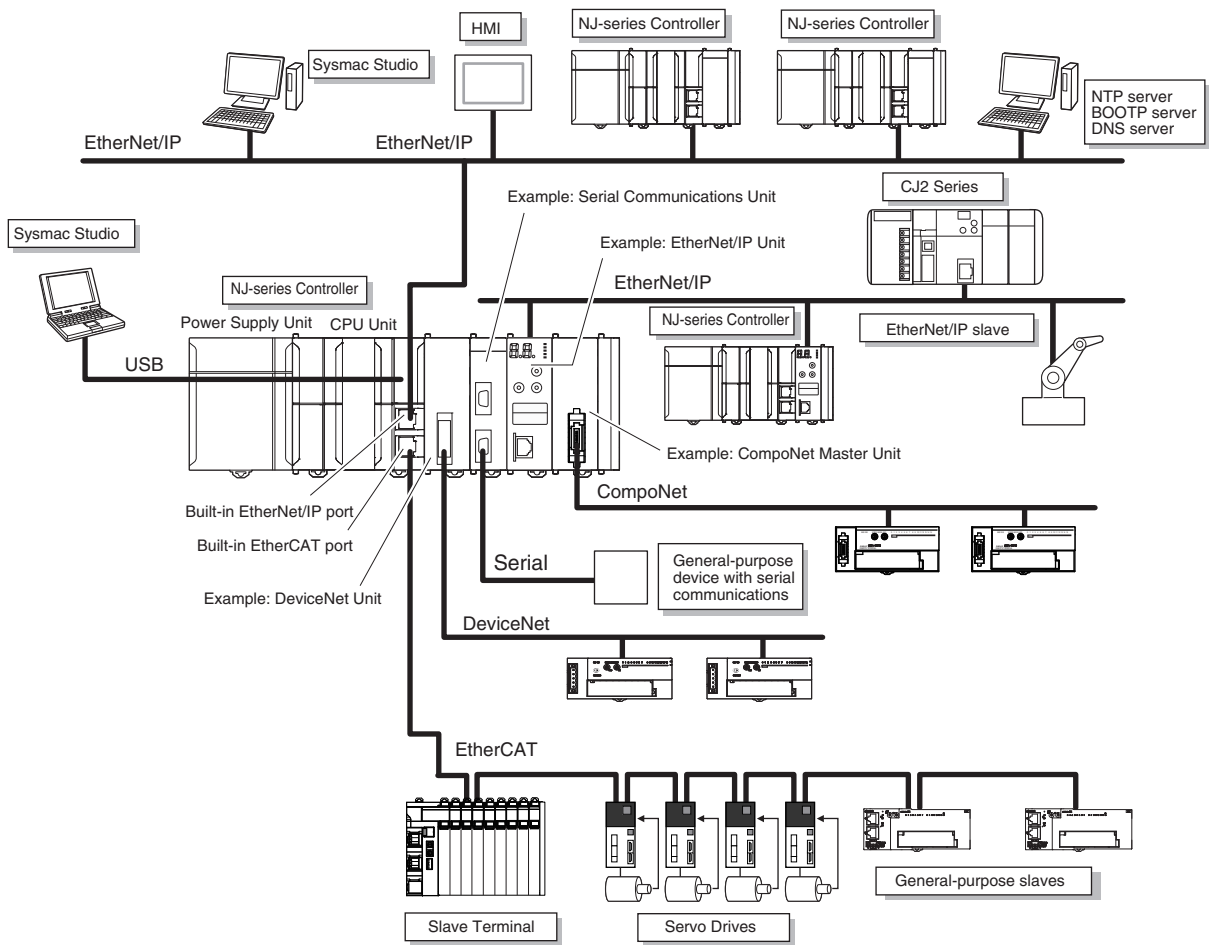 HMI
NJ-series Controller
NJ-series Controller
Sysmac Studio
NTP server
BOOTP server
DNS server
EtherNet/IP
EtherNet/IP
CJ2 Series
Example: Serial Communications Unit
Sysmac Studio
Example: EtherNet/IP Unit
EtherNet/IP
NJ-series Controller
NJ-series Controller
EtherNet/IP slave
Power Supply Unit
CPU Unit
USB
Example: CompoNet Master Unit
CompoNet
Built-in EtherNet/IP port
Built-in EtherCAT port
Serial
General-purpose
device with serial
communications
Example: DeviceNet Unit
DeviceNet
EtherCAT
General-purpose slaves
Slave Terminal
Servo Drives